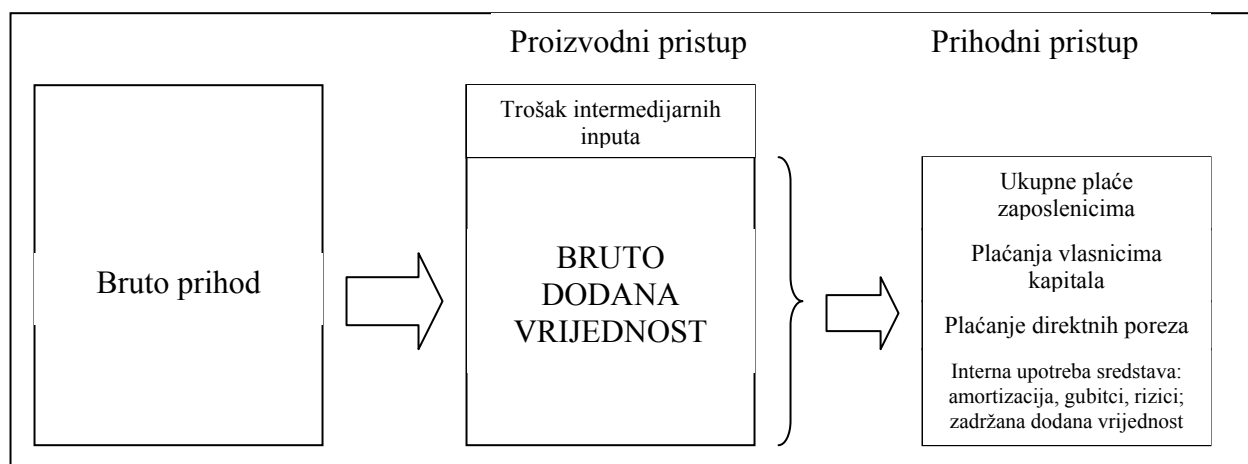 Proizvodni pristup
Prihodni pristup
Bruto prihod
Trošak intermedijarnih
inputa
BRUTO
DODANA
VRIJEDNOST
Ukupne plaće
zaposlenicima
Plaćanja vlasnicima
kapitala
Plaćanje direktnih poreza
Interna upotreba sredstava:
amortizacija, gubitci, rizici;
zadržana dodana vrijednost